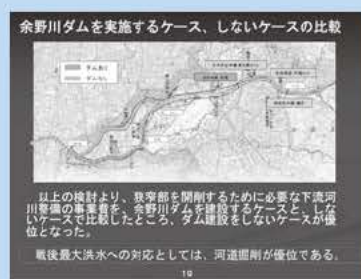 余野川ダムを実施するケース、しないケースの比較
ダムあり
ダムなし
以上の検討より、狭窄部を開削するために必要な下流河
川整備の事業者を、余野川ダムを建設するケースと、しな
いケースで比較したところ、ダム建設をしないケースが優
位となった。
戦後最大洪水への対応としては、河道掘削が優位である。
19